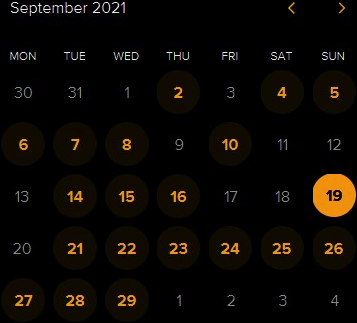 September 2021 < >
MON TUE WED THU FRI SAT SUN
30 31 1 2 3 4 5
6 7 8 9 10 11 12
13 14 15 16 17 18 19
20 21 22 23 24 25 26
27 28 29 1 2 3 4